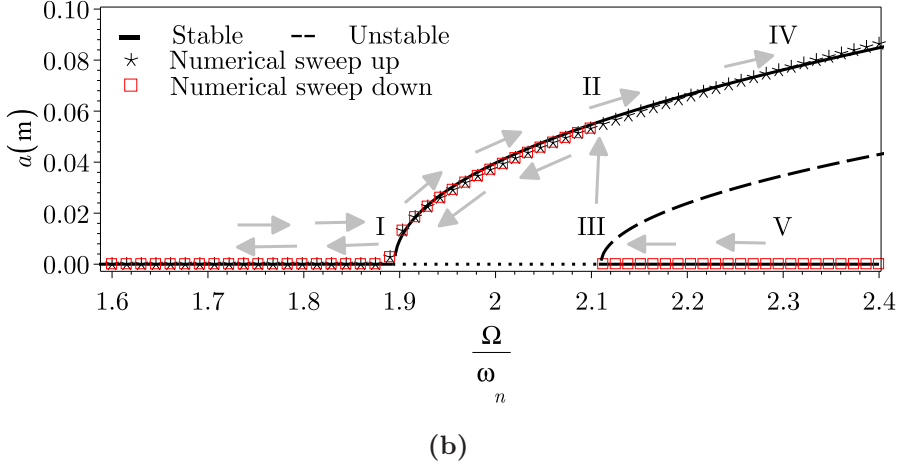 0.10
Stable Unstable
IV
Numerical sweep up
0.08
Numerical sweep down
II
a(m)
0.06
0.04
0.02
I
III
V
0.00
1.6 1.7 1.8 1.9 2 2.1 2.2 2.3 2.4
Ω
ω n
(b)